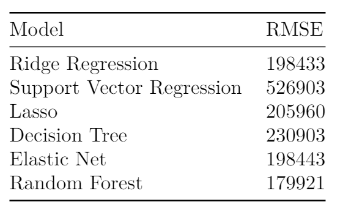 Model RMSE
Ridge Regression 198433
Support Vector Regression 526903
Lasso 205960
Decision Tree 230903
Elastic Net 198443
Random Forest 179921